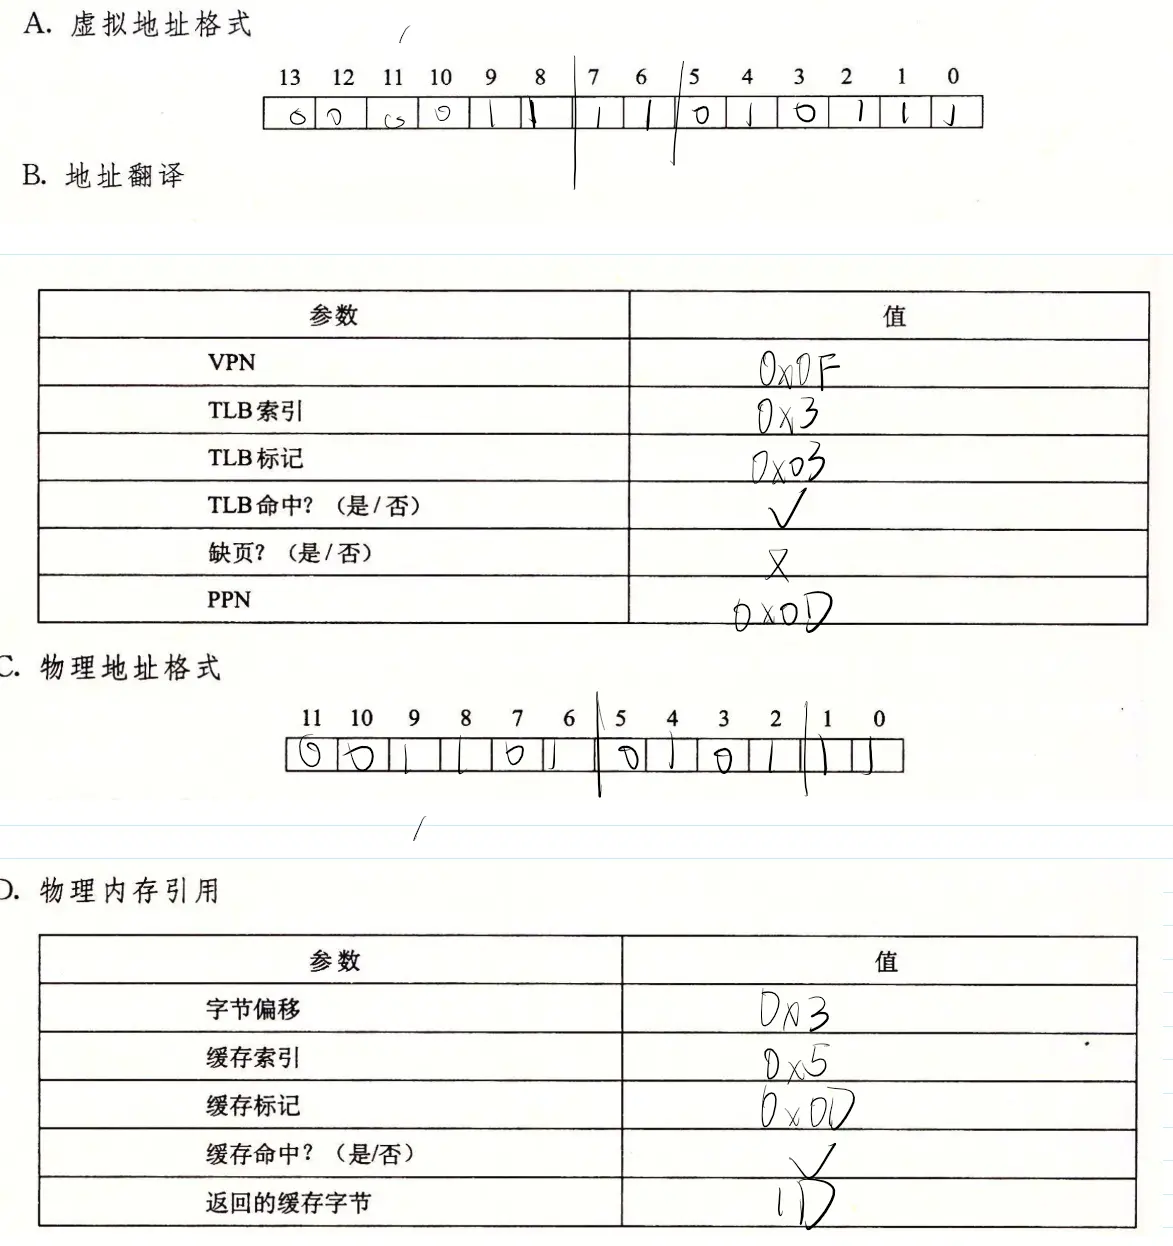 A. 虚拟地址格式
13 12 11 10 9 8 7 6 5 4 3 2 1 0
0 0 0 0 1 1 1 1 0 1 0 1 1 1
B. 地址翻译
参数 值
VPN 0x0F
TLB索引 0x3
TLB标记 0x03
TLB命中?（是/否） ✓
缺页?（是/否） ×
PPN 0x0D
C. 物理地址格式
11 10 9 8 7 6 5 4 3 2 1 0
0 0 1 1 0 1 0 1 0 1 1 1
D. 物理内存引用
参数 值
字节偏移 0x3
缓存索引 0x5
缓存标记 0x0D
缓存命中?（是/否） ✓
返回的缓存字节 1D